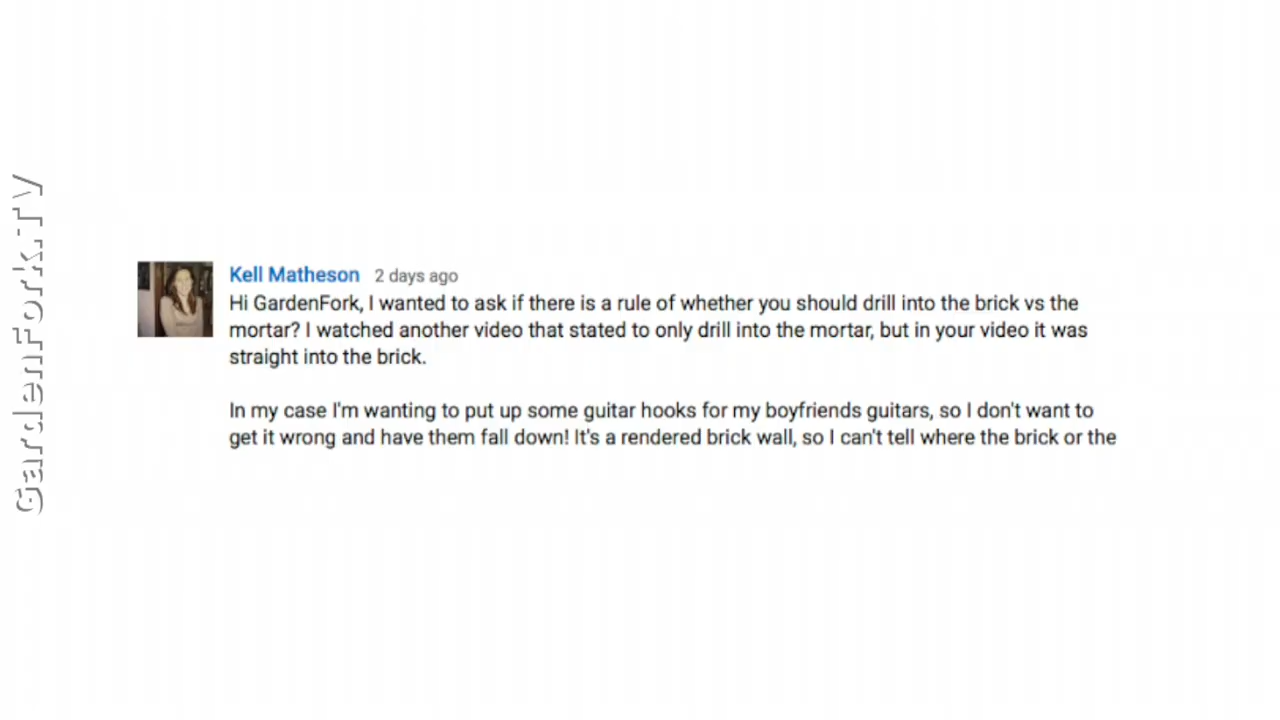 GardenFork.TV
Kell Matheson 2 days ago
Hi GardenFork, I wanted to ask if there is a rule of whether you should drill into the brick vs the
mortar? I watched another video that stated to only drill into the mortar, but in your video it was
straight into the brick.
In my case I'm wanting to put up some guitar hooks for my boyfriends guitars, so I don't want to
get it wrong and have them fall down! It's a rendered brick wall, so I can't tell where the brick or the